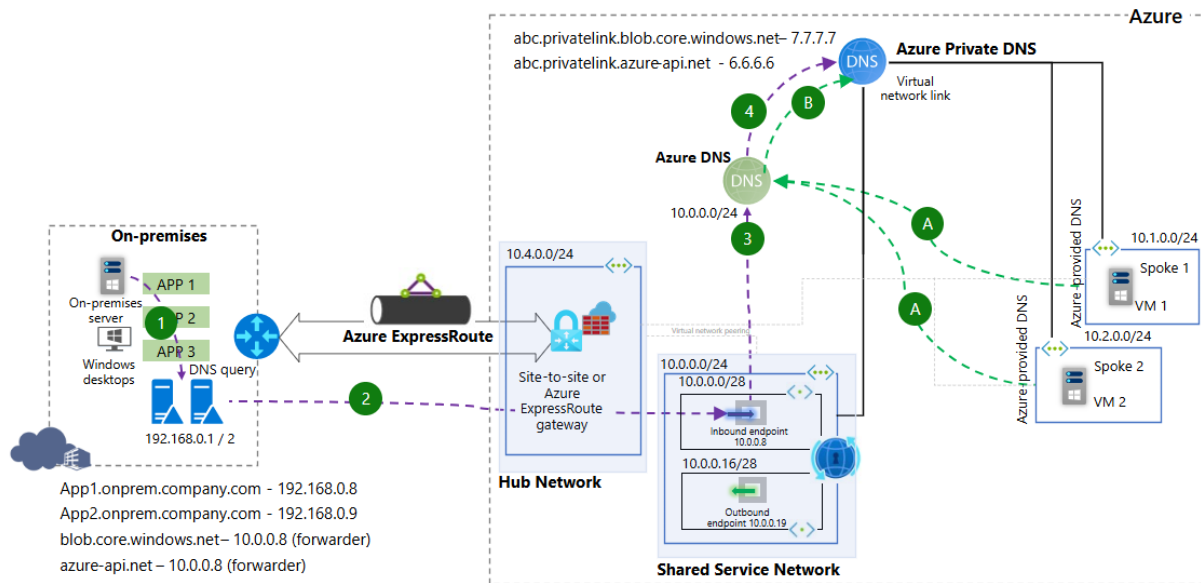 Azure
abc.privatelink.blob.core.windows.net– 7.7.7.7
abc.privatelink.azure-api.net - 6.6.6.6
DNS
Azure Private DNS
Virtual
network link
4
B
Azure DNS
DNS
10.0.0.0/24
3
A
A
Azure-provided DNS
10.1.0.0/24
Spoke 1
VM 1
Azure-provided DNS
10.2.0.0/24
Spoke 2
VM 2
On-premises
On-premises
server
Windows
desktops
APP 1
APP 2
APP 3
1
DNS query
192.168.0.1 / 2
Azure ExpressRoute
2
10.4.0.0/24
Site-to-site or
Azure
ExpressRoute
gateway
Hub Network
Virtual network peering
10.0.0.0/24
10.0.0.0/28
Inbound endpoint
10.0.0.8
10.0.0.16/28
Outbound
endpoint 10.0.0.19
Shared Service Network
App1.onprem.company.com - 192.168.0.8
App2.onprem.company.com - 192.168.0.9
blob.core.windows.net– 10.0.0.8 (forwarder)
azure-api.net – 10.0.0.8 (forwarder)